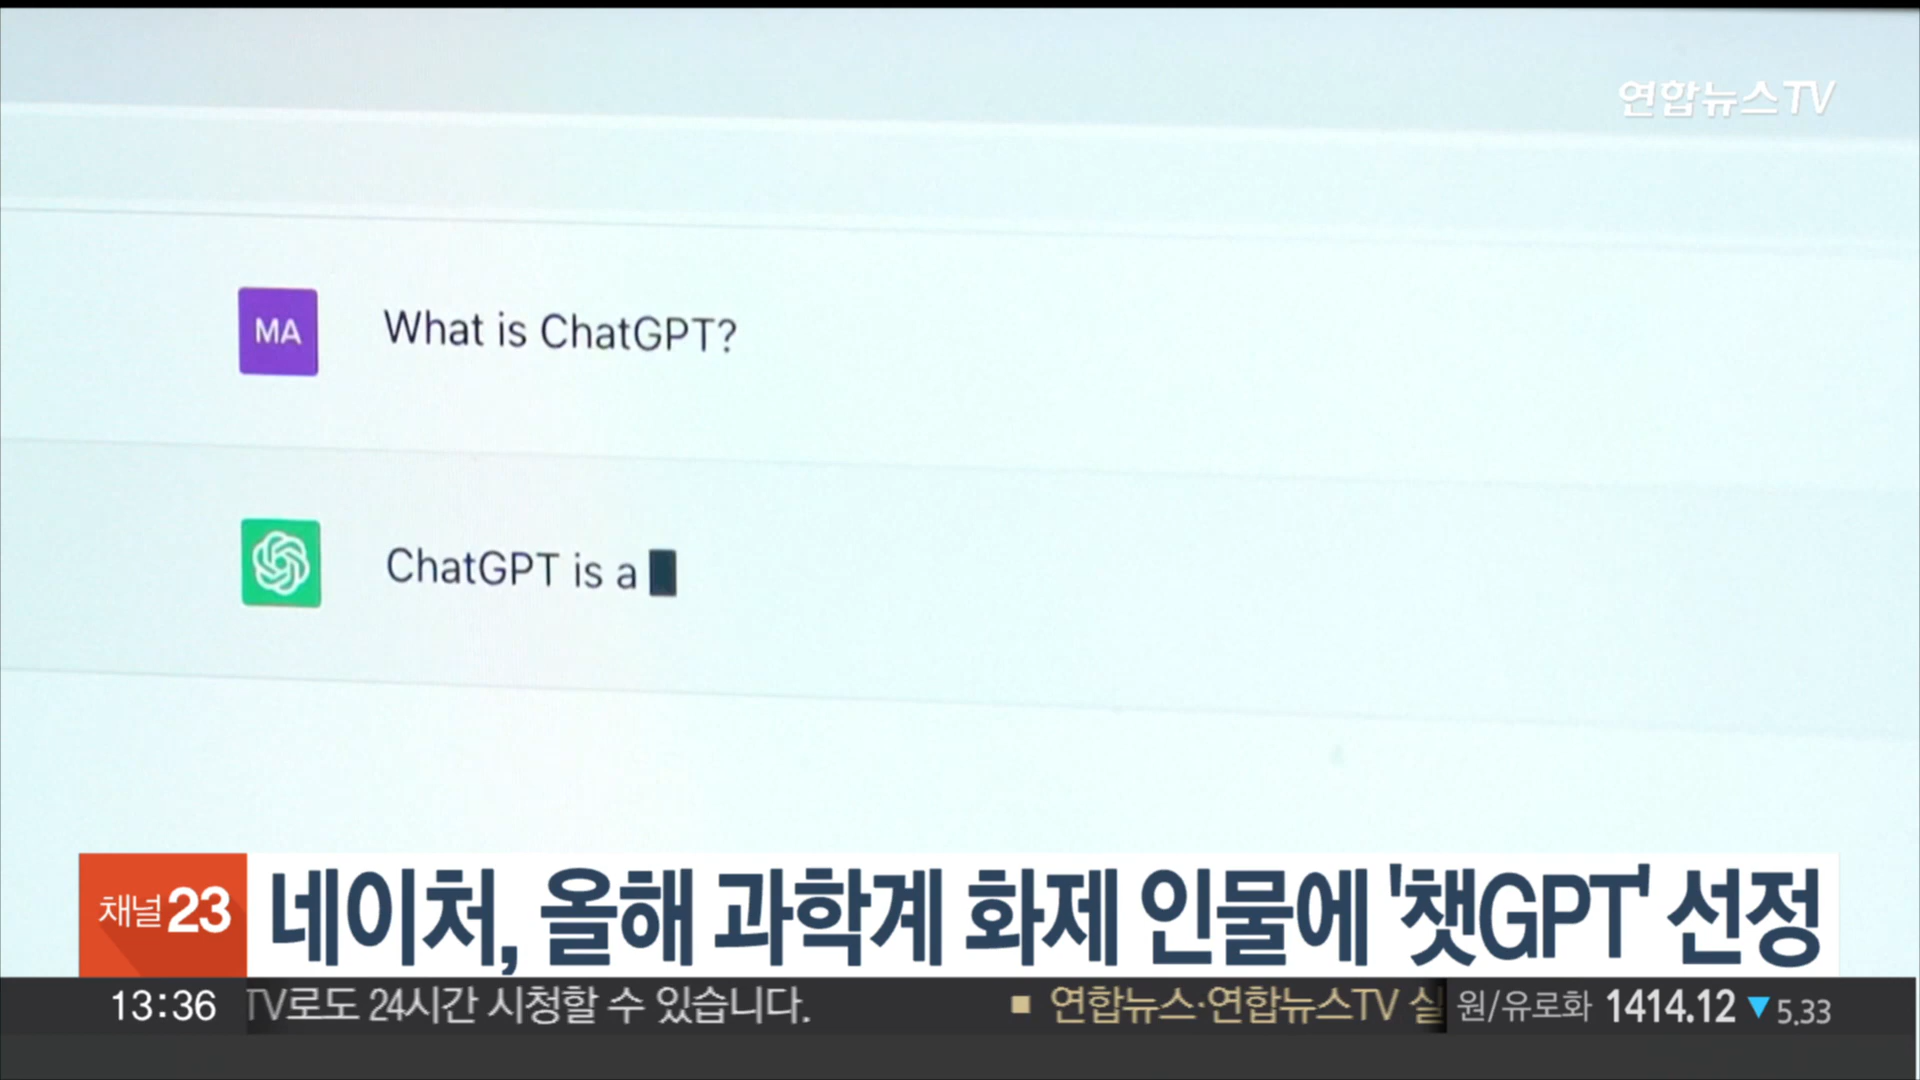 연합뉴스TV
MA
What is ChatGPT?
ChatGPT is a
채널23
네이처, 올해 과학계 화제 인물에 '챗GPT' 선정
13:36 TV로도 24시간 시청할 수 있습니다. ■ 연합뉴스·연합뉴스TV 실 원/유로화 1414.12 ▼ 5.33